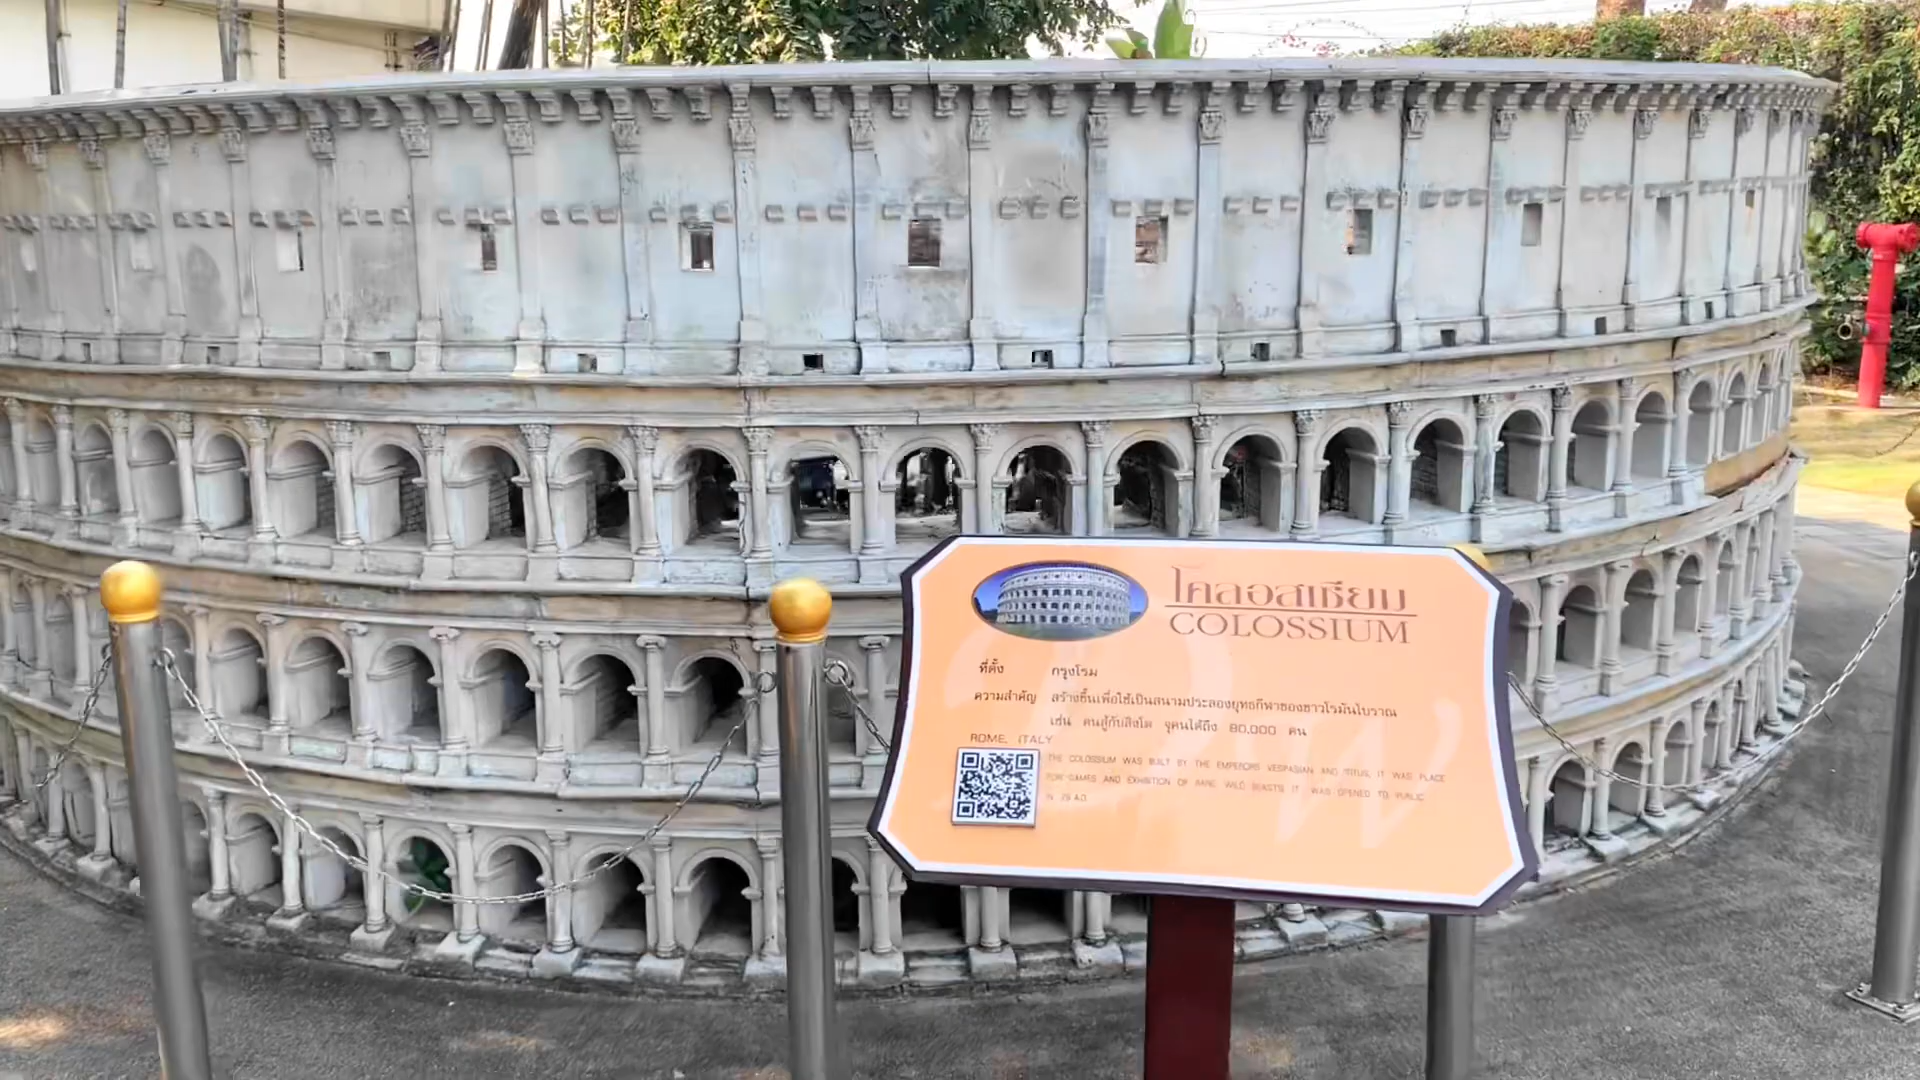 โคลอสเซียม
COLOSSIUM
ที่ตั้ง กรุงโรม
ความสำคัญ สร้างขึ้นเพื่อใช้เป็นสนามประลองยุทธกีฬาของชาวโรมันโบราณ
เช่น คนสู้กับสิงโต จุคนได้ถึง 80,000 คน
ROME, ITALY
THE COLOSSIUM WAS BUILT BY THE EMPERORS VESPASIAN AND TITUS, IT WAS PLACE
FOR GAMES AND EXHIBITION OF RARE WILD BEASTS IT WAS OPENED TO PUBLIC
IN 79 A.D.